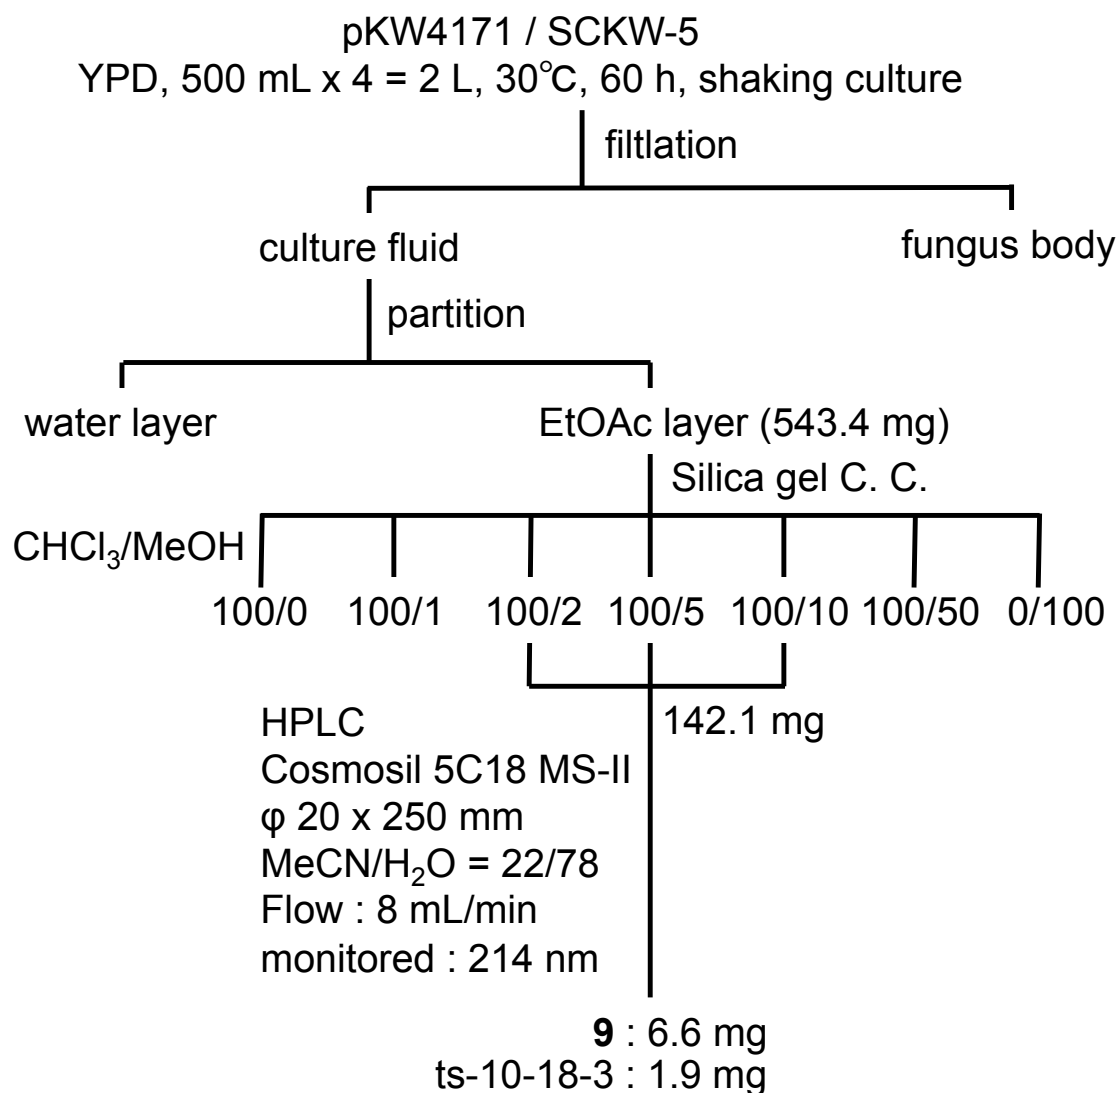 pKW4171 / SCKW-5
YPD, 500 mL x 4 = 2 L, 30℃, 60 h, shaking culture
filtlation
culture fluid
fungus body
partition
water layer
EtOAc layer (543.4 mg)
Silica gel C. C.
CHCl₃/MeOH
100/0 100/1 100/2 100/5 100/10 100/50 0/100
142.1 mg
HPLC
Cosmosil 5C18 MS-II
φ 20 x 250 mm
MeCN/H₂O = 22/78
Flow : 8 mL/min
monitored : 214 nm
9 : 6.6 mg
ts-10-18-3 : 1.9 mg